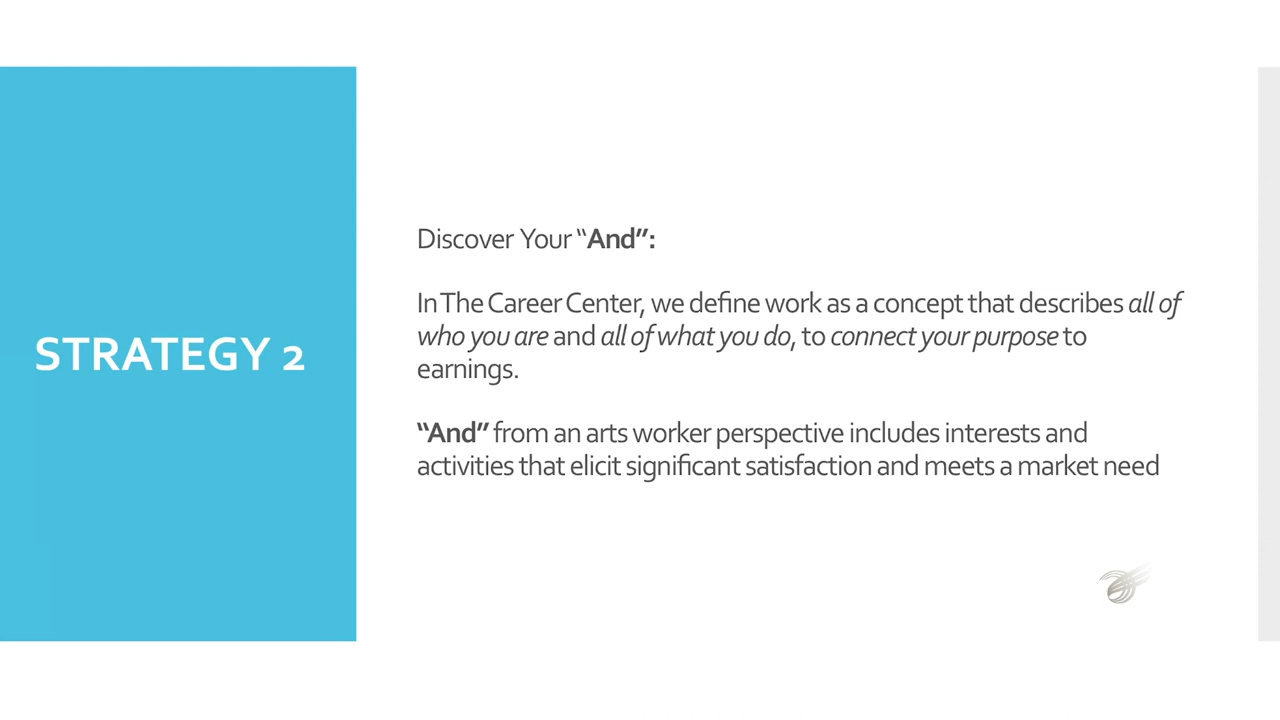 STRATEGY 2
Discover Your “And”:
In The Career Center, we define work as a concept that describes all of
who you are and all of what you do, to connect your purpose to
earnings.
“And” from an arts worker perspective includes interests and
activities that elicit significant satisfaction and meets a market need